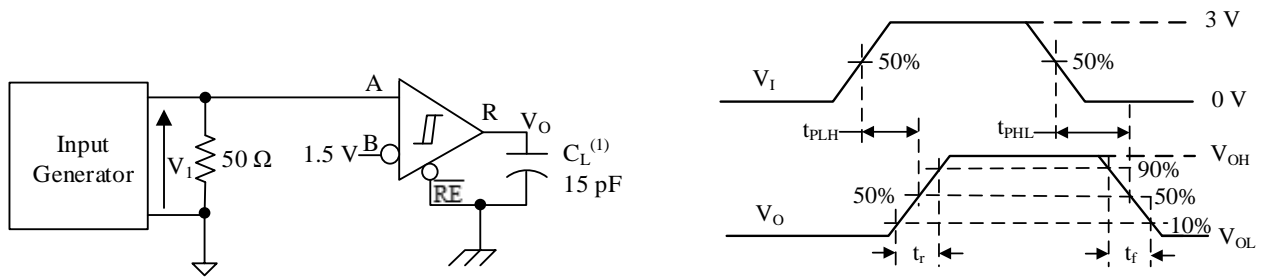 Input
Generator
V1
50 Ω
A
1.5 V
B
R
RE
VO
CL(1)
15 pF
VI
50%
50%
3 V
0 V
tPLH
tPHL
VO
50%
VOH
90%
50%
10%
VOL
tr
tf